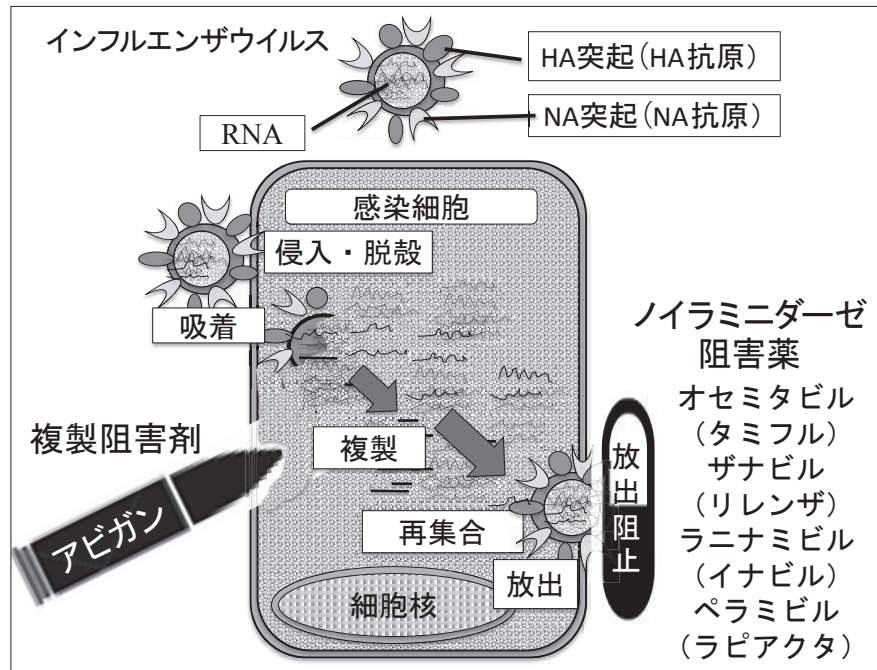 インフルエンザウイルス
HA突起(HA抗原)
NA突起(NA抗原)
RNA
感染細胞
侵入・脱殻
吸着
複製阻害剤
アビガン
複製
再集合
放出
細胞核
放出阻止
ノイラミニダーゼ
阻害薬
オセミタビル
(タミフル)
ザナビル
(リレンザ)
ラニナミビル
(イナビル)
ペラミビル
(ラピアクタ)